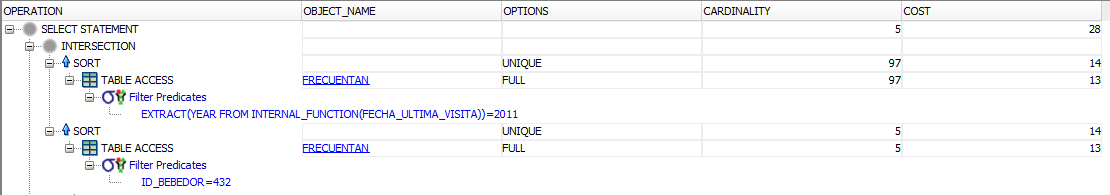 OPERATION OBJECT_NAME OPTIONS CARDINALITY COST
SELECT STATEMENT 5 28
INTERSECTION
SORT UNIQUE 97 14
TABLE ACCESS FRECUENTAN FULL 97 13
Filter Predicates
EXTRACT(YEAR FROM INTERNAL_FUNCTION(FECHA_ULTIMA_VISITA))=2011
SORT UNIQUE 5 14
TABLE ACCESS FRECUENTAN FULL 5 13
Filter Predicates
ID_BEBEDOR=432